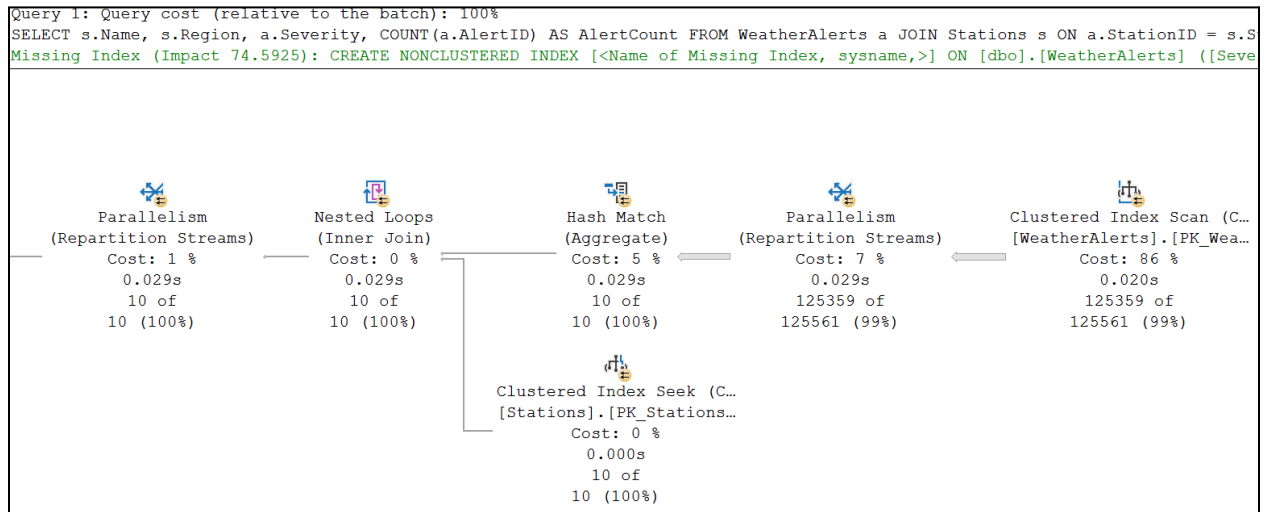 Query 1: Query cost (relative to the batch): 100%
SELECT s.Name, s.Region, a.Severity, COUNT(a.AlertID) AS AlertCount FROM WeatherAlerts a JOIN Stations s ON a.StationID = s.S
Missing Index (Impact 74.5925): CREATE NONCLUSTERED INDEX [<Name of Missing Index, sysname,>] ON [dbo].[WeatherAlerts] ([Seve
Parallelism
(Repartition Streams)
Cost: 1 %
0.029s
10 of
10 (100%)
Nested Loops
(Inner Join)
Cost: 0 %
0.029s
10 of
10 (100%)
Hash Match
(Aggregate)
Cost: 5 %
0.029s
10 of
10 (100%)
Parallelism
(Repartition Streams)
Cost: 7 %
0.029s
125359 of
125561 (99%)
Clustered Index Scan (C…
[WeatherAlerts].[PK_Wea…
Cost: 86 %
0.020s
125359 of
125561 (99%)
Clustered Index Seek (C…
[Stations].[PK_Stations…
Cost: 0 %
0.000s
10 of
10 (100%)